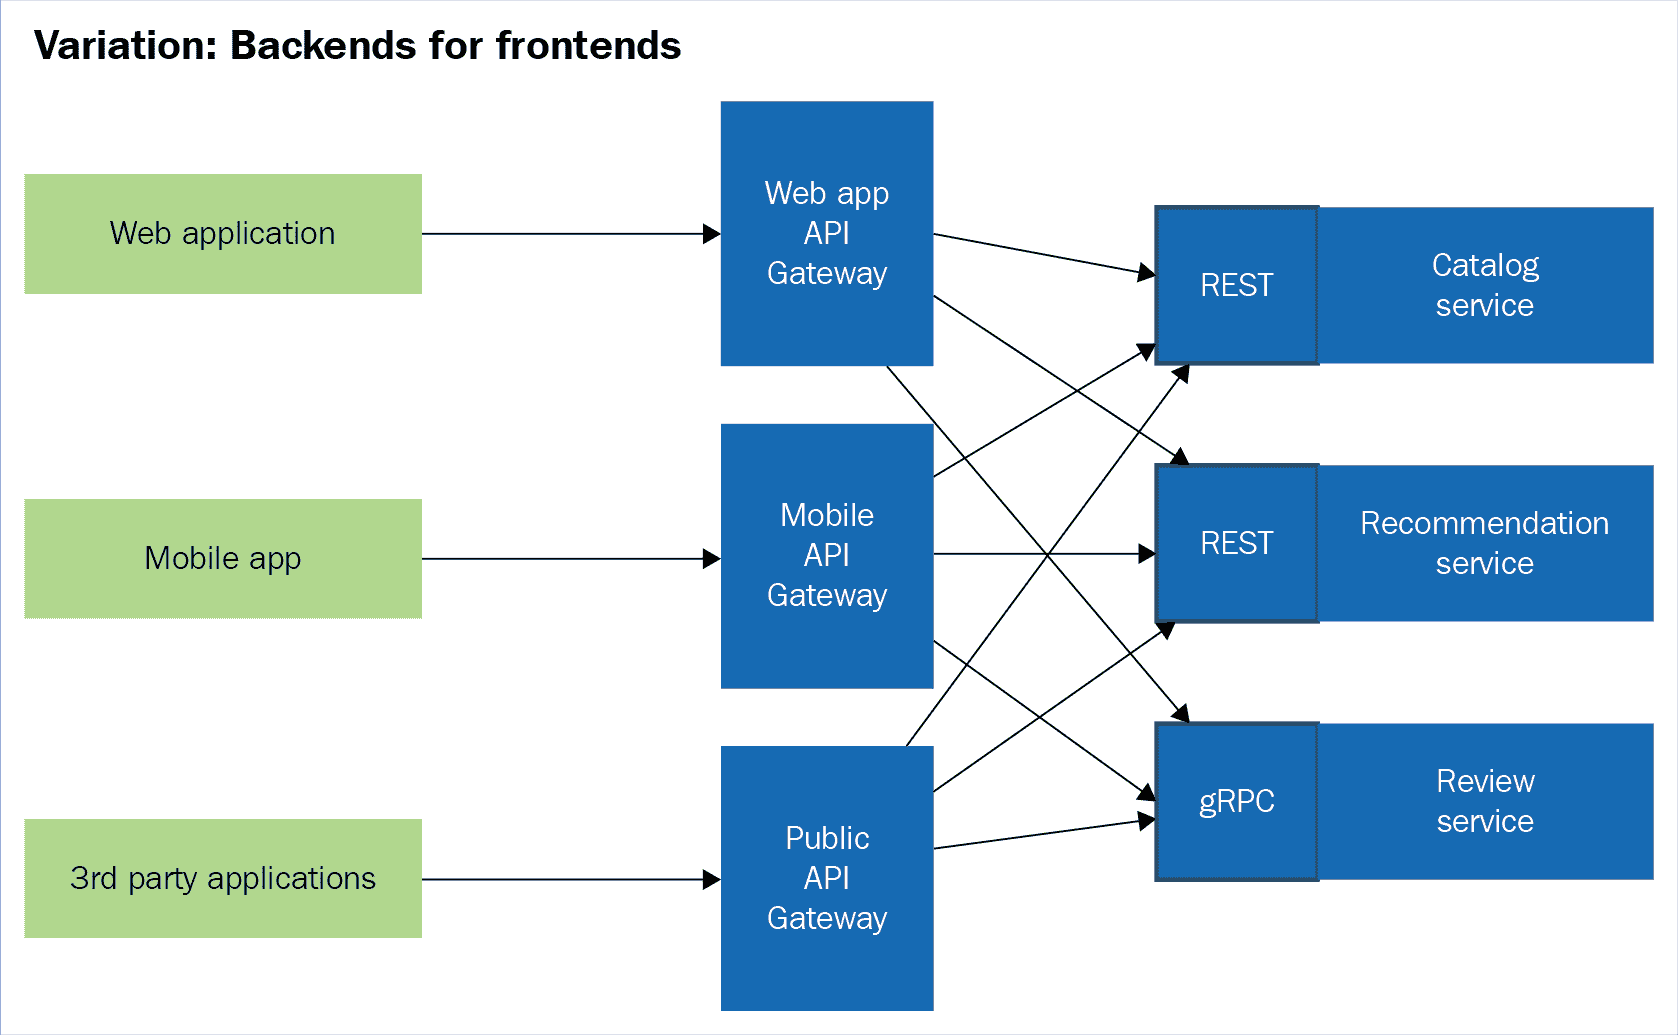 Variation: Backends for frontends
Web application
Web app
API
Gateway
REST
Catalog
service
Mobile app
Mobile
API
Gateway
REST
Recommendation
service
3rd party applications
Public
API
Gateway
gRPC
Review
service